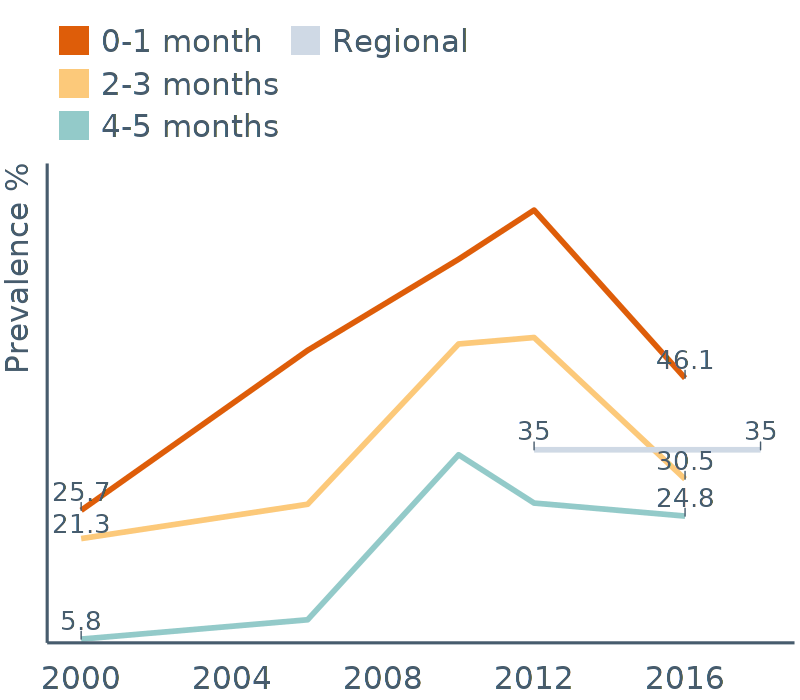 0-1 month
Regional
2-3 months
4-5 months
Prevalence %
46.1
35
35
30.5
25.7
24.8
21.3
5.8
2000 2004 2008 2012 2016